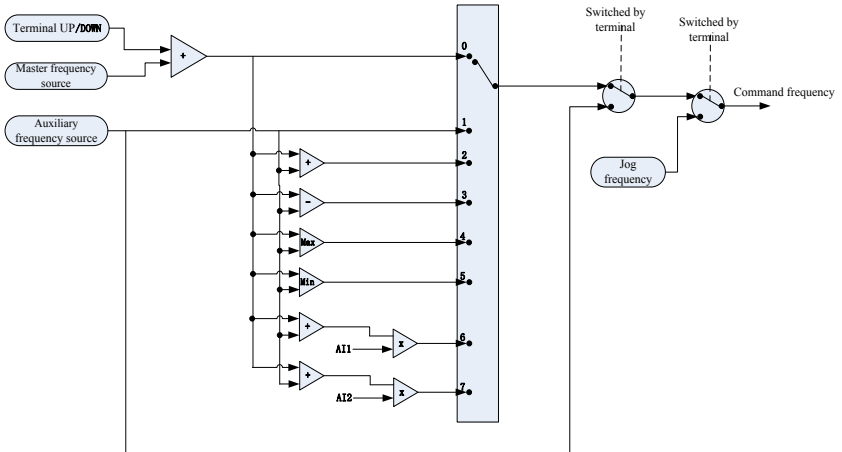 Terminal UP/DOWN
Master frequency
source
Auxiliary
frequency source
+
0
1
+
2
-
3
Max
4
Min
5
+
AI1
x
6
+
AI2
x
7
Switched by
terminal
Switched by
terminal
Command frequency
Jog
frequency